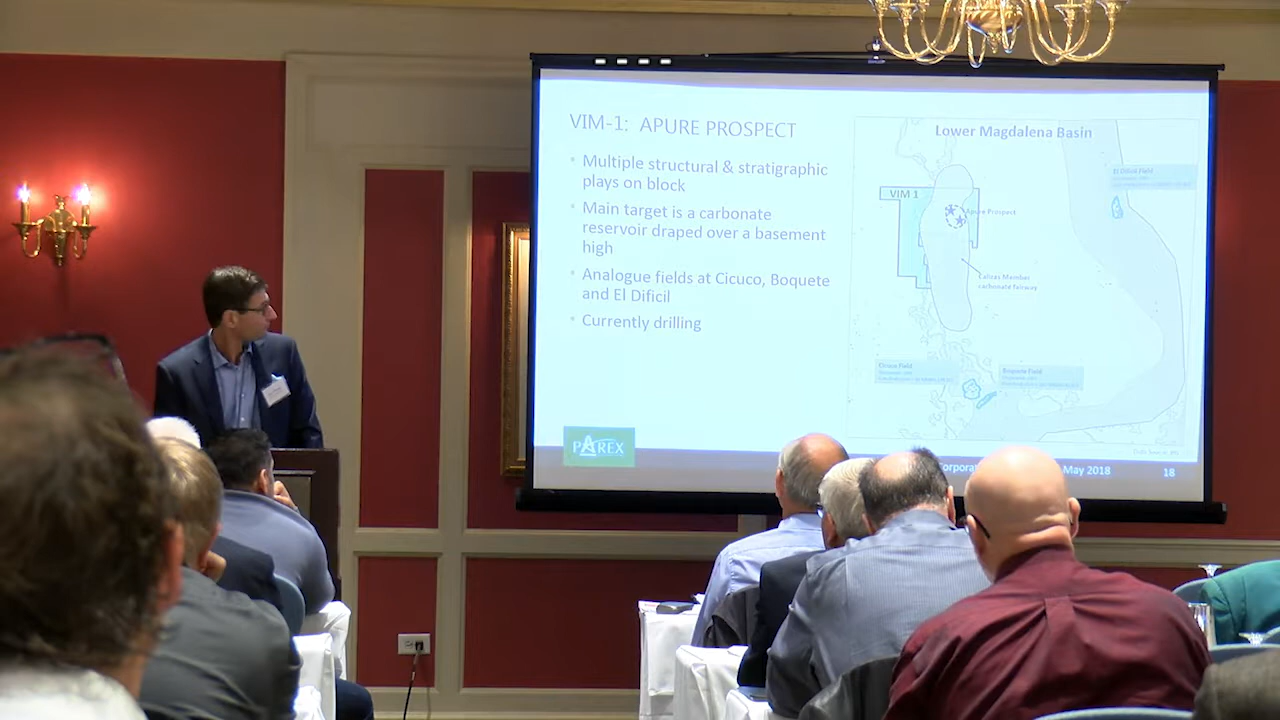 VIM-1: APURE PROSPECT
Multiple structural & stratigraphic
plays on block
Main target is a carbonate
reservoir draped over a basement
high
Analogue fields at Cicuco, Boquete
and El Dificil
Currently drilling
PAREX
Lower Magdalena Basin
El Dificil Field
VIM 1
Apure Prospect
carbonate fairway
Cicuco Field
Boquete Field
May 2018
18